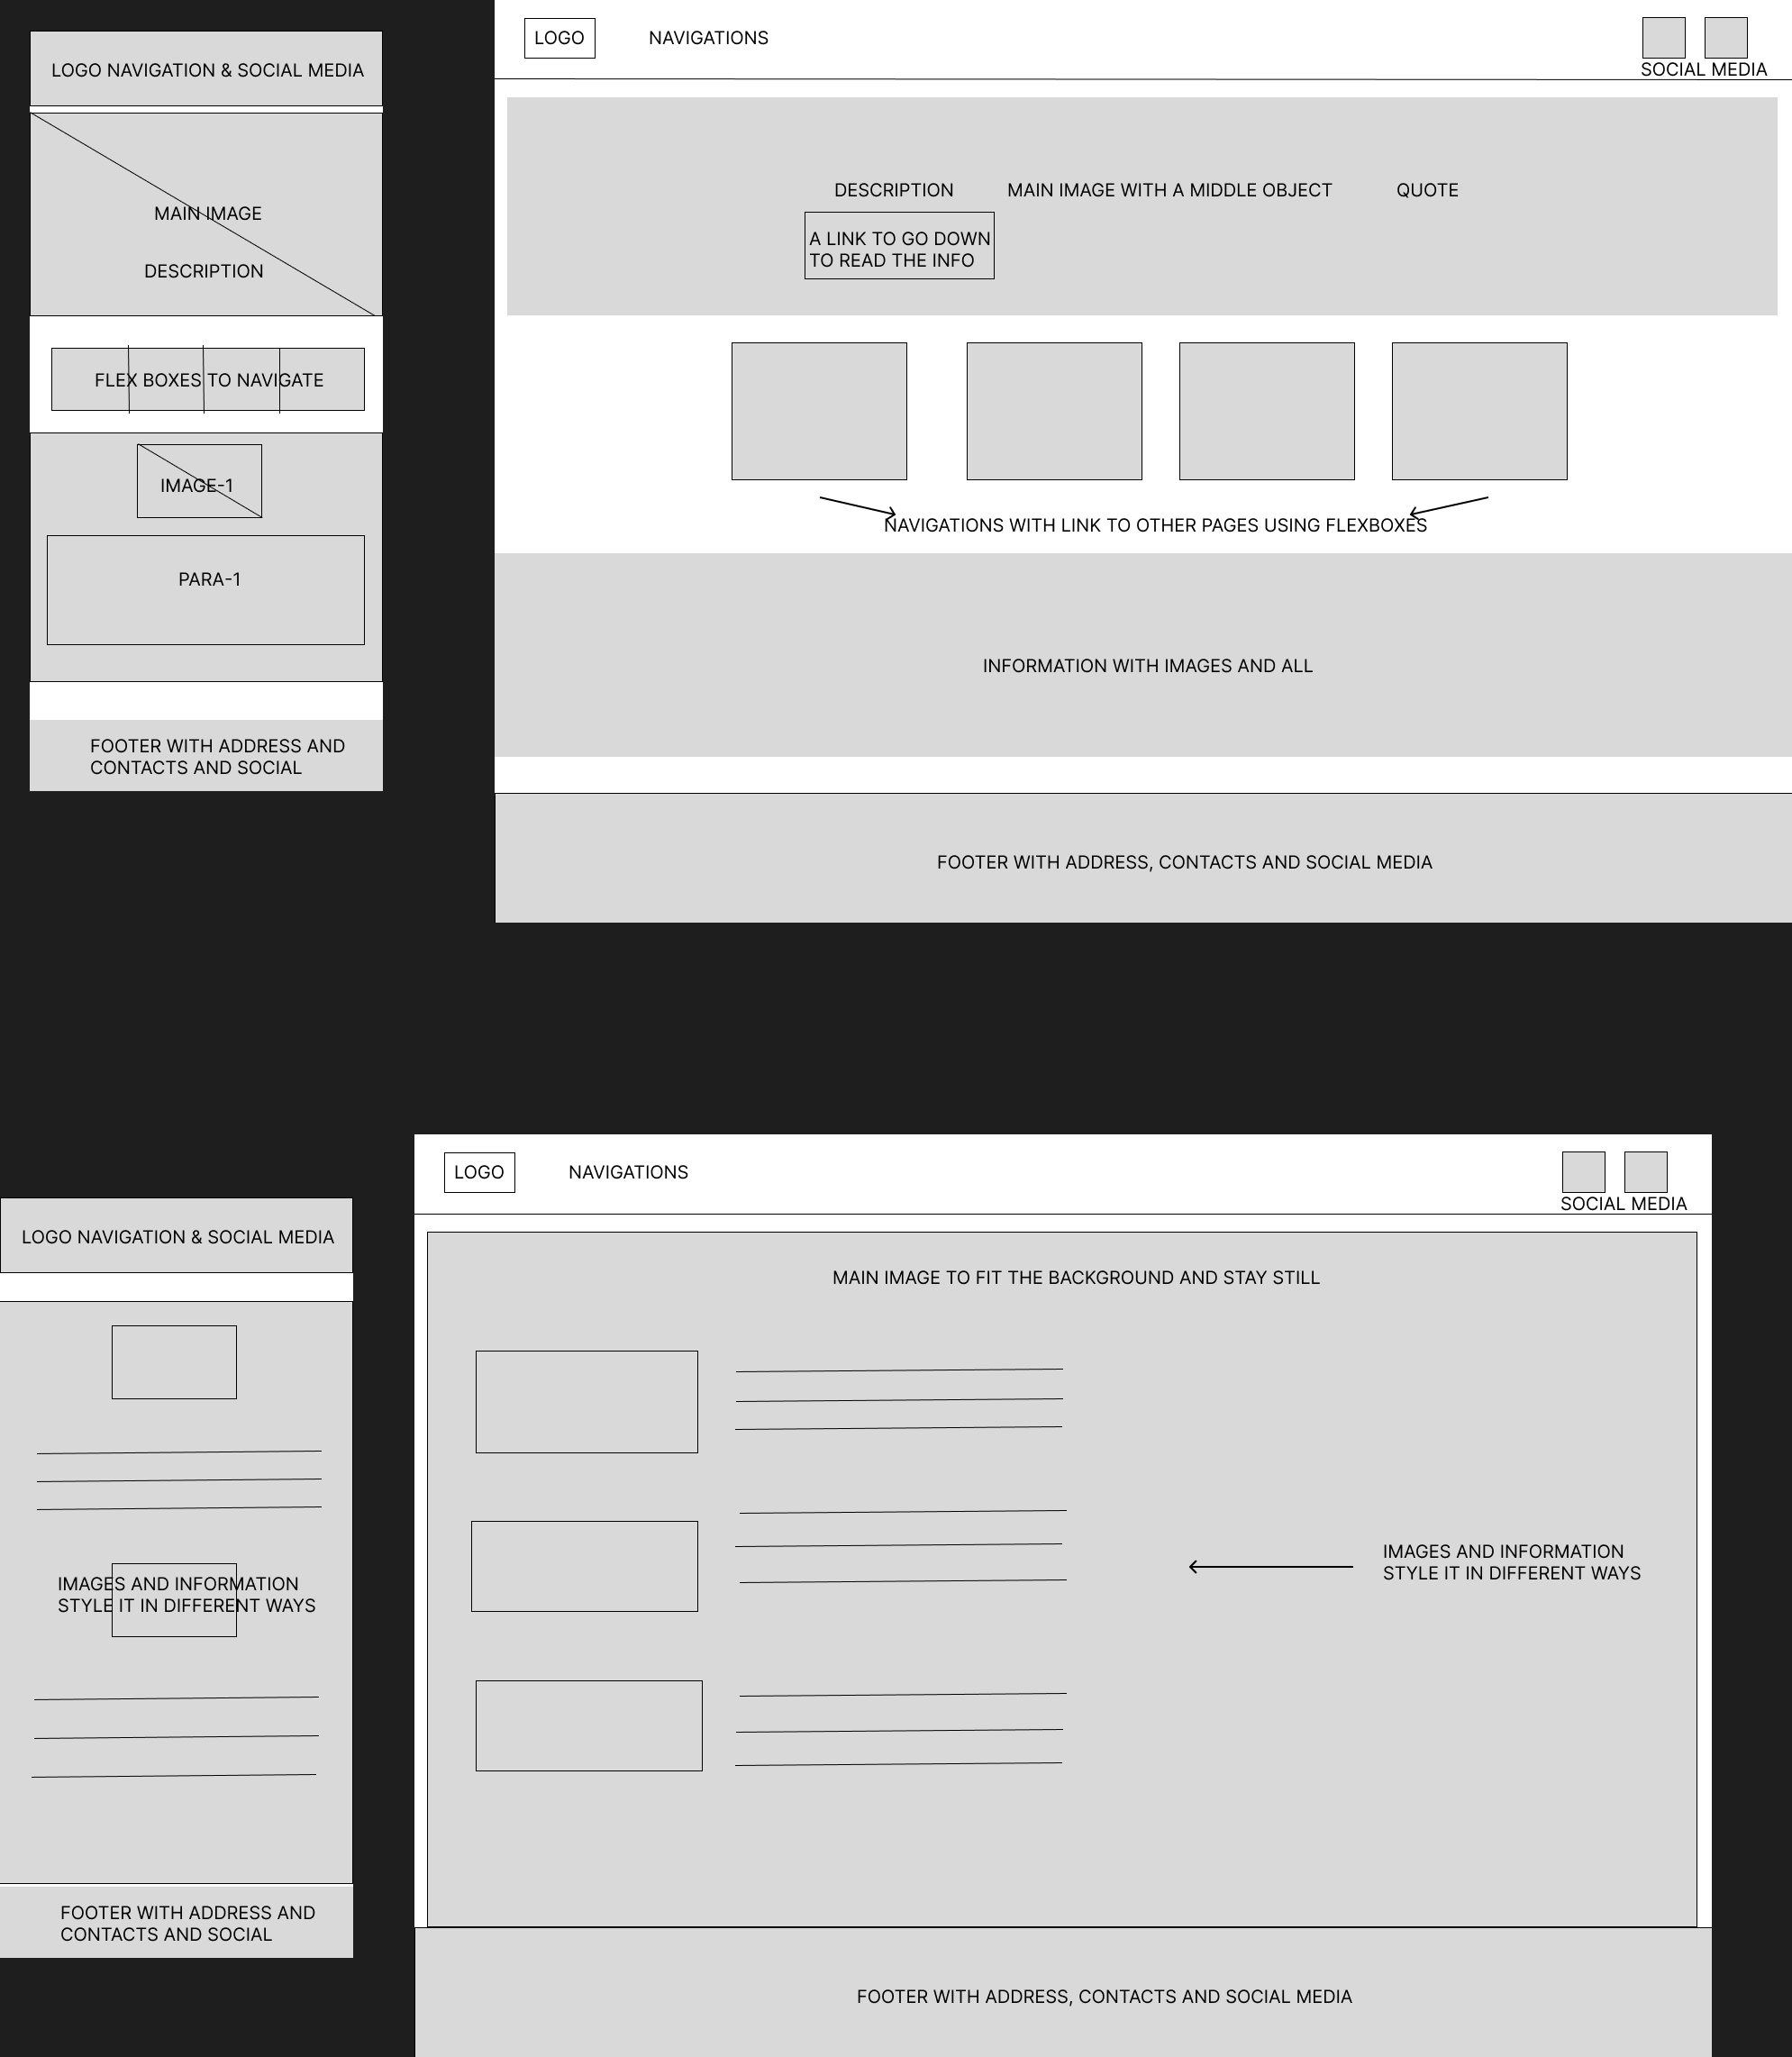 LOGO NAVIGATION & SOCIAL MEDIA
MAIN IMAGE
DESCRIPTION
FLEX BOXES TO NAVIGATE
IMAGE-1
PARA-1
FOOTER WITH ADDRESS AND
CONTACTS AND SOCIAL
LOGO
NAVIGATIONS
SOCIAL MEDIA
DESCRIPTION
MAIN IMAGE WITH A MIDDLE OBJECT
QUOTE
A LINK TO GO DOWN
TO READ THE INFO
NAVIGATIONS WITH LINK TO OTHER PAGES USING FLEXBOXES
INFORMATION WITH IMAGES AND ALL
FOOTER WITH ADDRESS, CONTACTS AND SOCIAL MEDIA
LOGO NAVIGATION & SOCIAL MEDIA
IMAGES AND INFORMATION
STYLE IT IN DIFFERENT WAYS
FOOTER WITH ADDRESS AND
CONTACTS AND SOCIAL
LOGO
NAVIGATIONS
SOCIAL MEDIA
MAIN IMAGE TO FIT THE BACKGROUND AND STAY STILL
IMAGES AND INFORMATION
STYLE IT IN DIFFERENT WAYS
FOOTER WITH ADDRESS, CONTACTS AND SOCIAL MEDIA